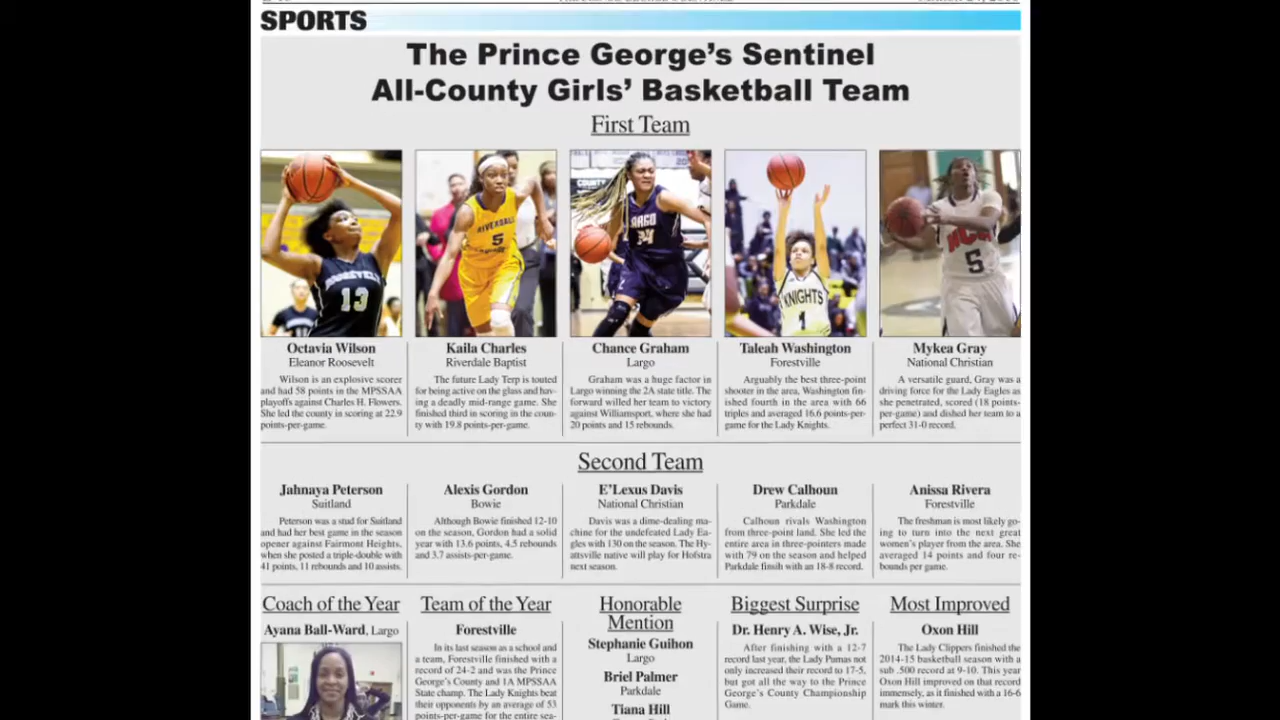 SPORTS
The Prince George's Sentinel
All-County Girls' Basketball Team
First Team
ROOSEVELT
13
RIVERDALE
5
LARGO
KNIGHTS
1
NCA
5
Octavia Wilson
Eleanor Roosevelt
Wilson is an explosive scorer
and had 58 points in the MPSSAA
playoffs against Charles H. Flowers.
She led the county in scoring at 22.9
points-per-game.
Kaila Charles
Riverdale Baptist
The future Lady Terp is touted
for being active on the glass and hav-
ing a deadly mid-range game. She
finished third in scoring in the coun-
ty with 19.8 points-per-game.
Chance Graham
Largo
Graham was a huge factor in
Largo winning the 2A state title. The
forward willed her team to victory
against Williamsport, where she had
20 points and 15 rebounds.
Taleah Washington
Forestville
Arguably the best three-point
shooter in the area, Washington fin-
ished fourth in the area with 66
triples and averaged 16.6 points-per-
game for the Lady Knights.
Mykea Gray
National Christian
A versatile guard, Gray was a
driving force for the Lady Eagles as
she penetrated, scored (18 points-
per-game) and dished her team to a
perfect 31-0 record.
Second Team
Jahnaya Peterson
Suitland
Peterson was a stud for Suitland
and had her best game in the season
opener against Fairmont Heights,
when she posted a triple-double with
41 points, 11 rebounds and 10 assists.
Alexis Gordon
Bowie
Although Bowie finished 12-10
on the season, Gordon had a solid
year with 13.6 points, 4.5 rebounds
and 3.7 assists-per-game.
E'Lexus Davis
National Christian
Davis was a dime-dealing ma-
chine for the undefeated Lady Ea-
gles with 130 on the season. The Hy-
attsville native will play for Hofstra
next season.
Drew Calhoun
Parkdale
Calhoun rivals Washington
from three-point land. She led the
entire area in three-pointers made
with 79 on the season and helped
Parkdale finsih with an 18-8 record.
Anissa Rivera
Forestville
The freshman is most likely go-
ing to turn into the next great
women's player from the area. She
averaged 14 points and four re-
bounds per game.
Coach of the Year
Ayana Ball-Ward, Largo
Team of the Year
Forestville
In its last season as a school and
a team, Forestville finished with a
record of 24-2 and was the Prince
George's County and 1A MPSSAA
State champ. The Lady Knights beat
their opponents by an average of 53
points-per-game for the entire sea-
Honorable
Mention
Stephanie Guihon
Largo
Briel Palmer
Parkdale
Tiana Hill
Biggest Surprise
Dr. Henry A. Wise, Jr.
After finishing with a 12-7
record last year, the Lady Pumas not
only increased their record to 17-5,
but got all the way to the Prince
George's County Championship
Game.
Most Improved
Oxon Hill
The Lady Clippers finished the
2014-15 basketball season with a
sub .500 record at 9-10. This year
Oxon Hill improved on that record
immensely, as it finished with a 16-6
mark this winter.